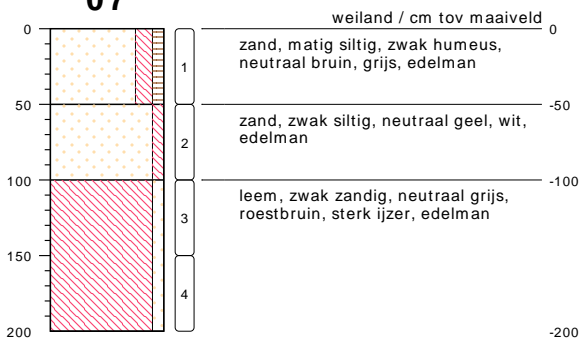 07
weiland / cm tov maaiveld
0
0
zand, matig siltig, zwak humeus,
neutraal bruin, grijs, edelman
1
50
-50
zand, zwak siltig, neutraal geel, wit,
edelman
2
100
-100
leem, zwak zandig, neutraal grijs,
roestbruin, sterk ijzer, edelman
3
150
4
200
-200